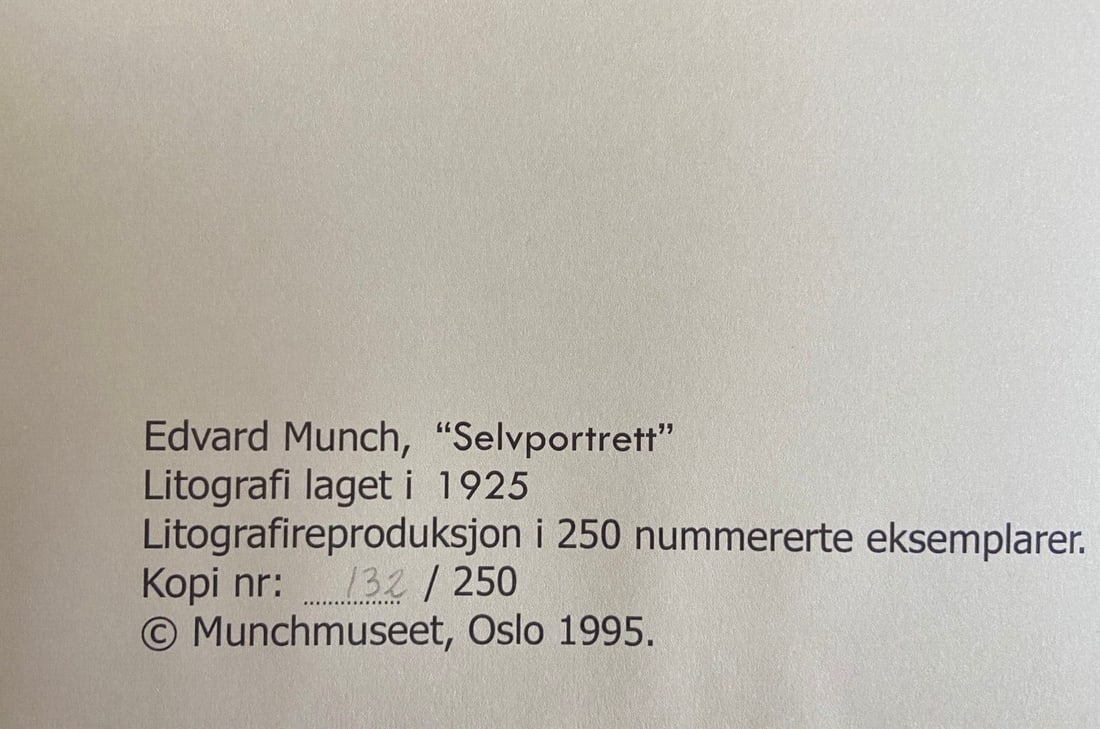 Edvard Munch, “Selvportrett”
Litografi laget i 1925
Litografireproduksjon i 250 nummererte eksemplarer.
Kopi nr: 132 / 250
© Munchmuseet, Oslo 1995.